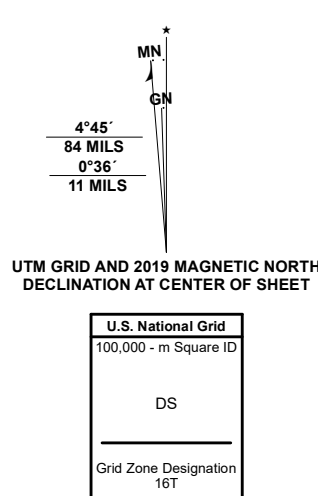 MN
GN
4°45´
84 MILS
0°36´
11 MILS
UTM GRID AND 2019 MAGNETIC NORTH
DECLINATION AT CENTER OF SHEET
U.S. National Grid
100,000 - m Square ID
DS
Grid Zone Designation
16T